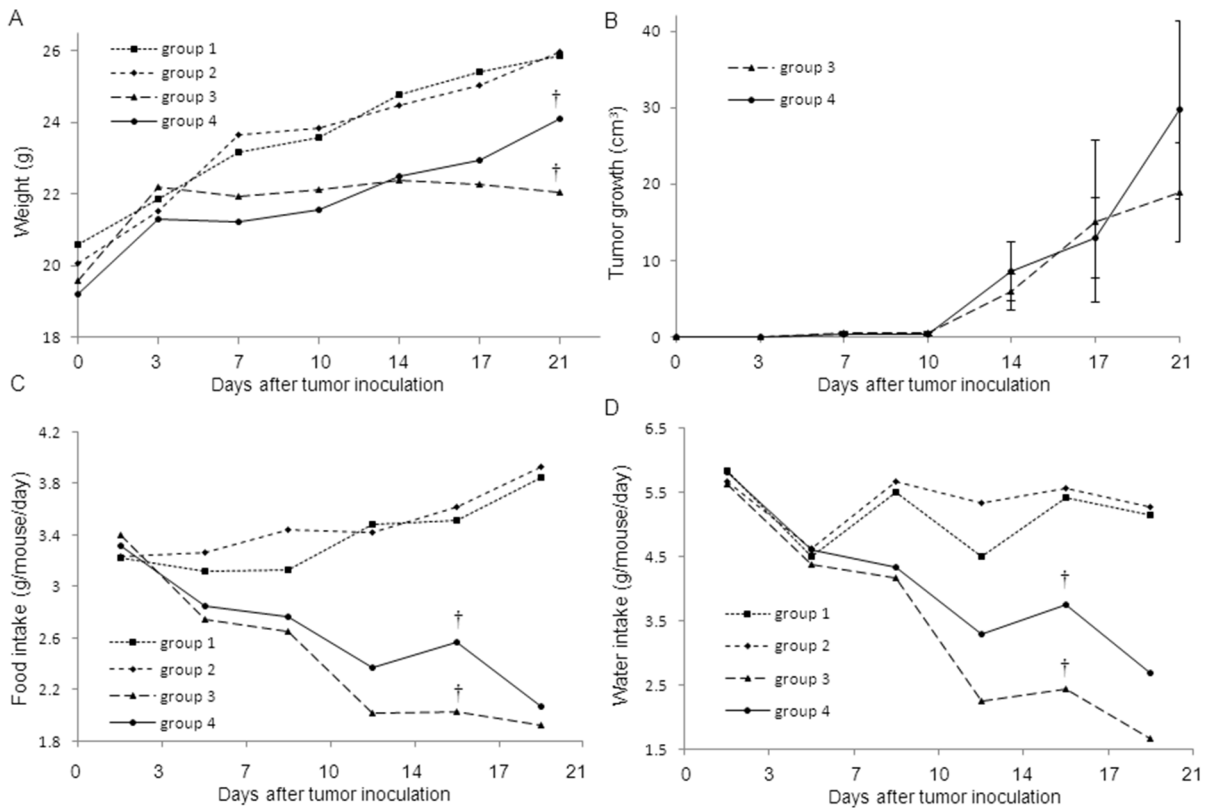 A
Weight (g)
26
24
22
20
18
group 1
group 2
group 3
group 4
†
†
0 3 7 10 14 17 21
Days after tumor inoculation
B
Tumor growth (cm³)
40
30
20
10
0
group 3
group 4
0 3 7 10 14 17 21
Days after tumor inoculation
C
Food intake (g/mouse/day)
4.2
3.8
3.4
3
2.6
2.2
1.8
group 1
group 2
group 3
group 4
†
†
0 3 7 10 14 17 21
Days after tumor inoculation
D
Water intake (g/mouse/day)
6.5
5.5
4.5
3.5
2.5
1.5
group 1
group 2
group 3
group 4
†
†
0 3 7 10 14 17 21
Days after tumor inoculation